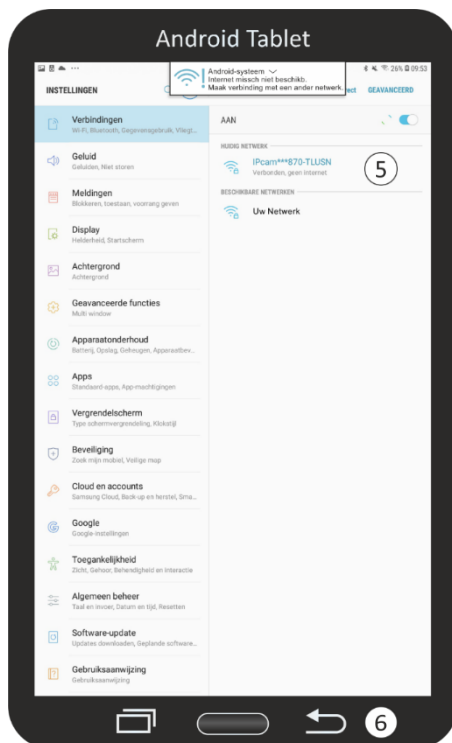 Android Tablet
Android-systeem
Internet missch niet beschikb.
Maak verbinding met een ander netwerk.
26% 09:53
INSTELLINGEN
rect
GEAVANCEERD
Verbindingen
Wi-Fi, Bluetooth, Gegevensgebruik, Vliegt...
AAN
Geluid
Geluiden, Niet storen
HUIDIG NETWERK
IPcam***870-TLUSN
Verbonden, geen internet
5
Meldingen
Blokkeren, toestaan, voorrang geven
BESCHIKBARE NETWERKEN
Uw Netwerk
Display
Helderheid, Startscherm
Achtergrond
Achtergrond
Geavanceerde functies
Multi window
Apparaatonderhoud
Batterij, Opslag, Geheugen, Apparaatbev...
Apps
Standaard-apps, App-machtigingen
Vergrendelscherm
Type schermvergrendeling, Klokstijl
Beveiliging
Zoek mijn mobiel, Veilige map
Cloud en accounts
Samsung Cloud, Back-up en herstel, Sma...
Google
Google-instellingen
Toegankelijkheid
Zicht, Gehoor, Behendigheid en interactie
Algemeen beheer
Taal en invoer, Datum en tijd, Resetten
Software-update
Updates downloaden, Geplande software...
Gebruiksaanwijzing
Gebruiksaanwijzing
6